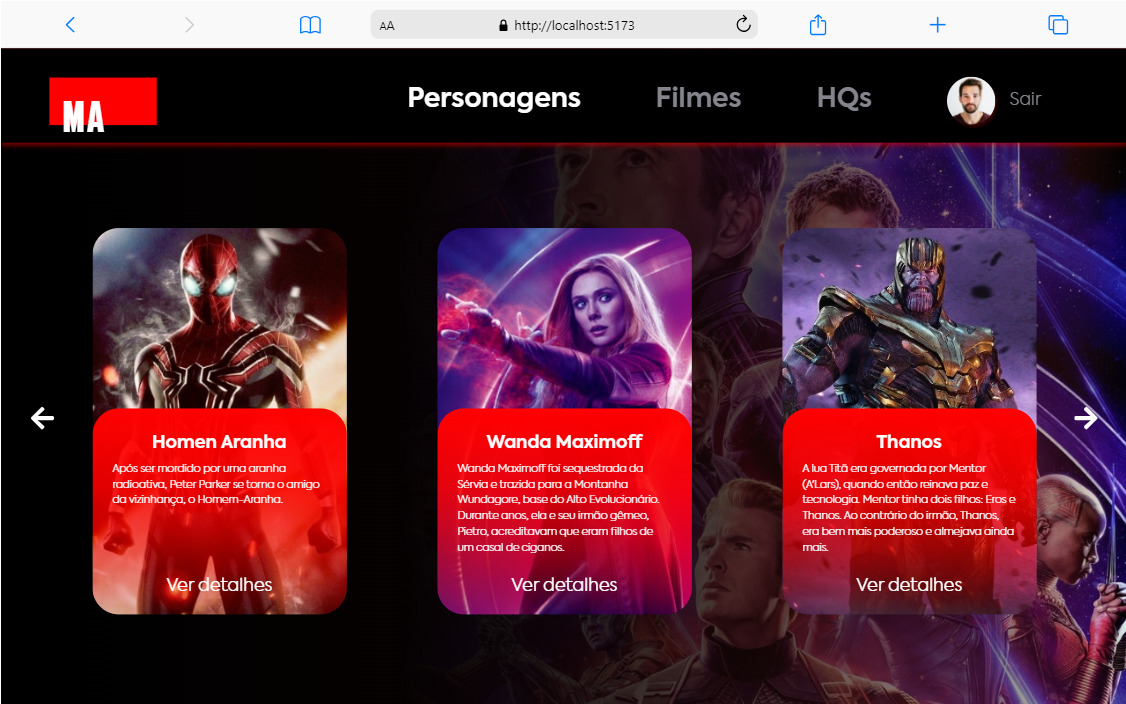 AA
http://localhost:5173
MA
Personagens
Filmes
HQs
Sair
Homen Aranha
Após ser mordido por uma aranha
radioativa, Peter Parker se torna o amigo
da vizinhança, o Homem-Aranha.
Ver detalhes
Wanda Maximoff
Wanda Maximoff foi sequestrada da
Sérvia e trazida para a Montanha
Wundagore, base do Alto Evolucionário.
Durante anos, ela e seu irmão gêmeo,
Pietro, acreditavam que eram filhos de
um casal de ciganos.
Ver detalhes
Thanos
A lua Titã era governada por Mentor
(A'Lars), quando então reinava paz e
tecnologia. Mentor tinha dois filhos: Eros e
Thanos. Ao contrário do irmão, Thanos,
era bem mais poderoso e almejava ainda
mais.
Ver detalhes